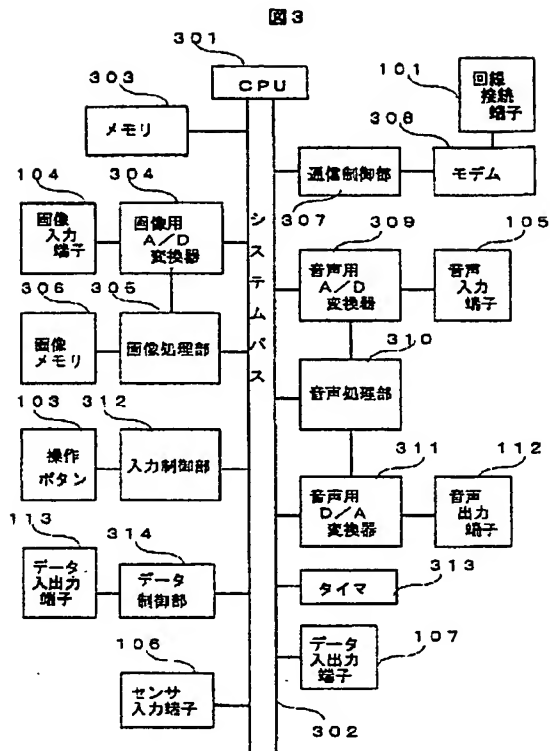 図3
301
CPU
303
メモリ
101
回線
接続
端子
308
モデム
通信制御部
307
104
画像
入力
端子
304
画像用
A/D
変換器
システムバス
309
音声用
A/D
変換器
105
音声
入力
端子
306
画像
メモリ
305
画像処理部
310
音声処理部
103
操作
ボタン
312
入力制御部
311
音声用
D/A
変換器
112
音声
出力
端子
113
データ
入出力
端子
314
データ
制御部
タイマ
313
106
センサ
入力端子
データ
入出力
端子
107
302